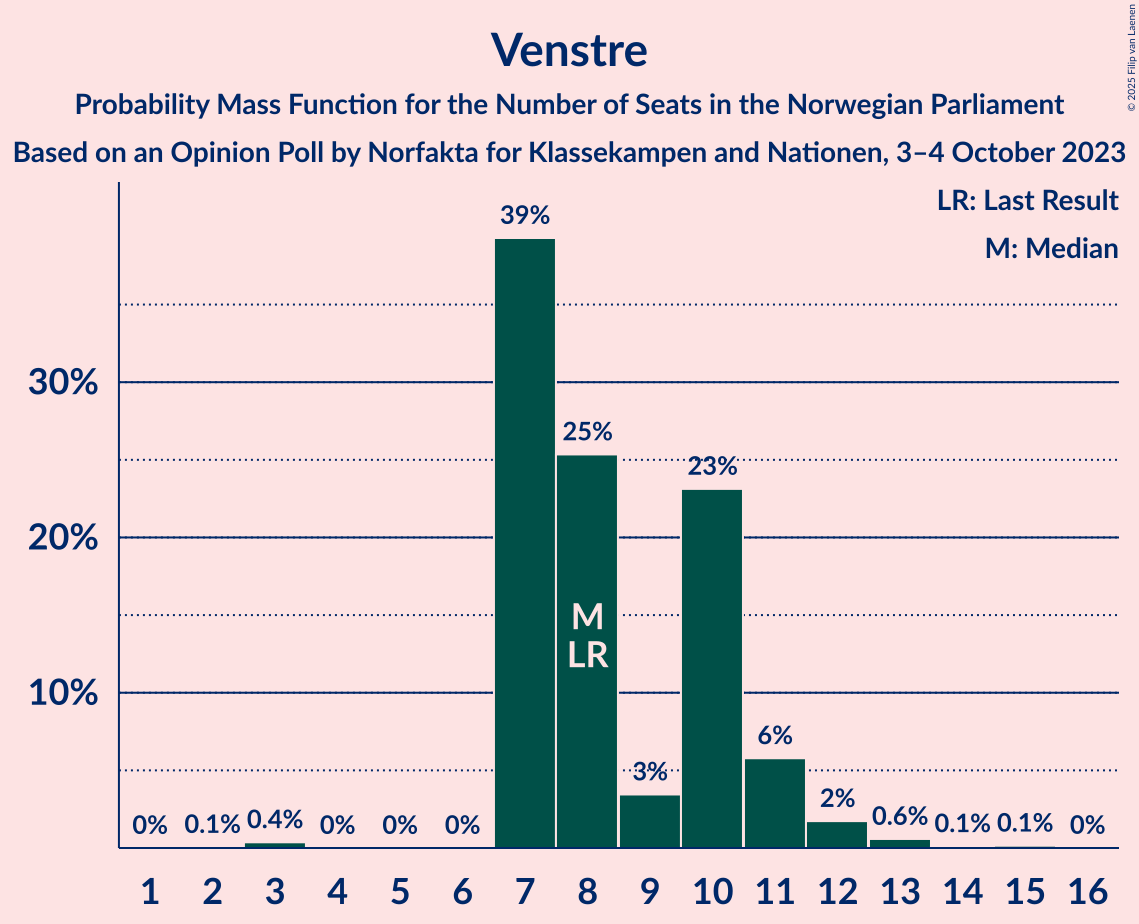 © 2025 Filip van Laenen
Venstre
Probability Mass Function for the Number of Seats in the Norwegian Parliament
Based on an Opinion Poll by Norfakta for Klassekampen and Nationen, 3–4 October 2023
LR: Last Result
M: Median
30%
20%
10%
0%
0.1%
0.4%
0%
0%
0%
39%
25%
3%
23%
6%
2%
0.6%
0.1%
0.1%
0%
M
LR
1 2 3 4 5 6 7 8 9 10 11 12 13 14 15 16